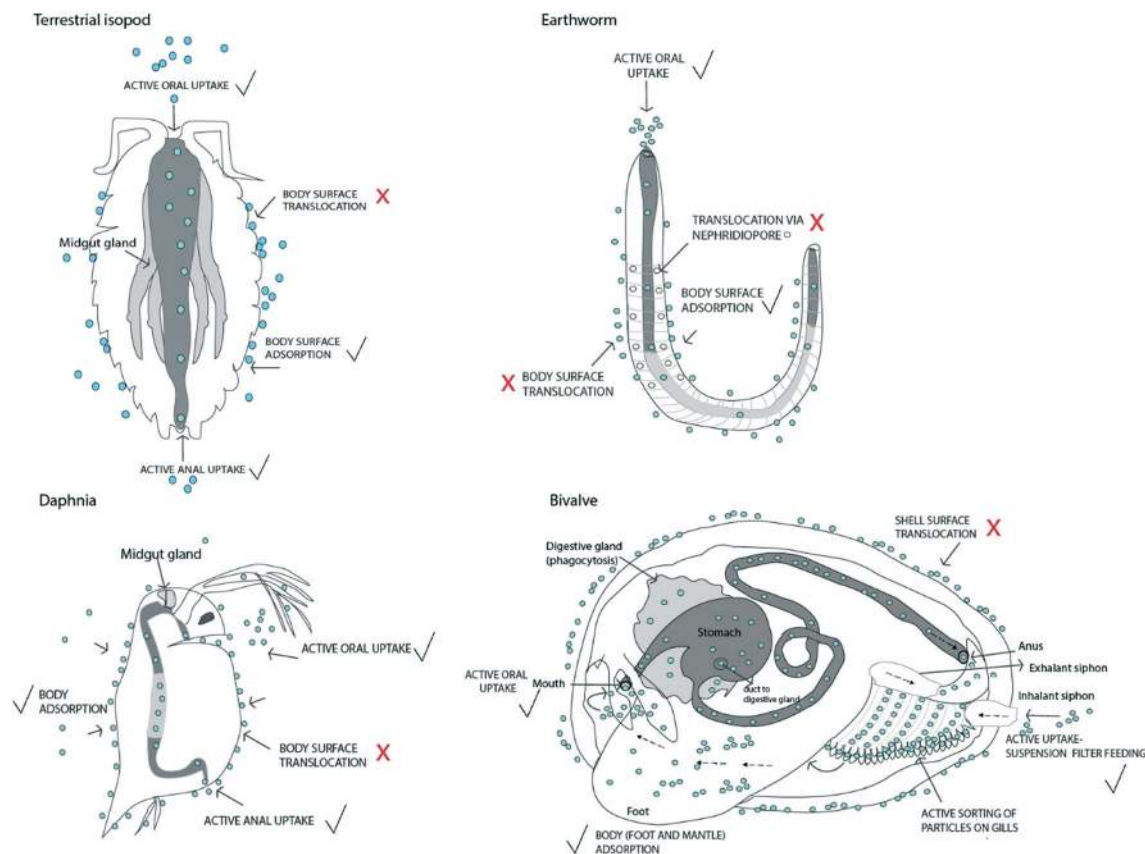 Terrestrial isopod
ACTIVE ORAL UPTAKE ✓
BODY SURFACE
TRANSLOCATION X
Midgut gland
BODY SURFACE
ADSORPTION ✓
ACTIVE ANAL UPTAKE ✓
Earthworm
ACTIVE ORAL
UPTAKE ✓
TRANSLOCATION VIA
NEPHRIDIOPORE X
BODY SURFACE
ADSORPTION ✓
X BODY SURFACE
TRANSLOCATION
Daphnia
Midgut gland
ACTIVE ORAL UPTAKE ✓
✓ BODY
ADSORPTION
BODY SURFACE
TRANSLOCATION X
ACTIVE ANAL UPTAKE ✓
Bivalve
SHELL SURFACE
TRANSLOCATION X
Digestive gland
(phagocytosis)
Stomach
Anus
Exhalant siphon
ACTIVE ORAL
UPTAKE ✓
Mouth
duct to
digestive gland
Inhalant siphon
ACTIVE UPTAKE-
SUSPENSION FILTER FEEDING ✓
Foot
ACTIVE SORTING OF
PARTICLES ON GILLS
✓ BODY (FOOT AND MANTLE)
ADSORPTION